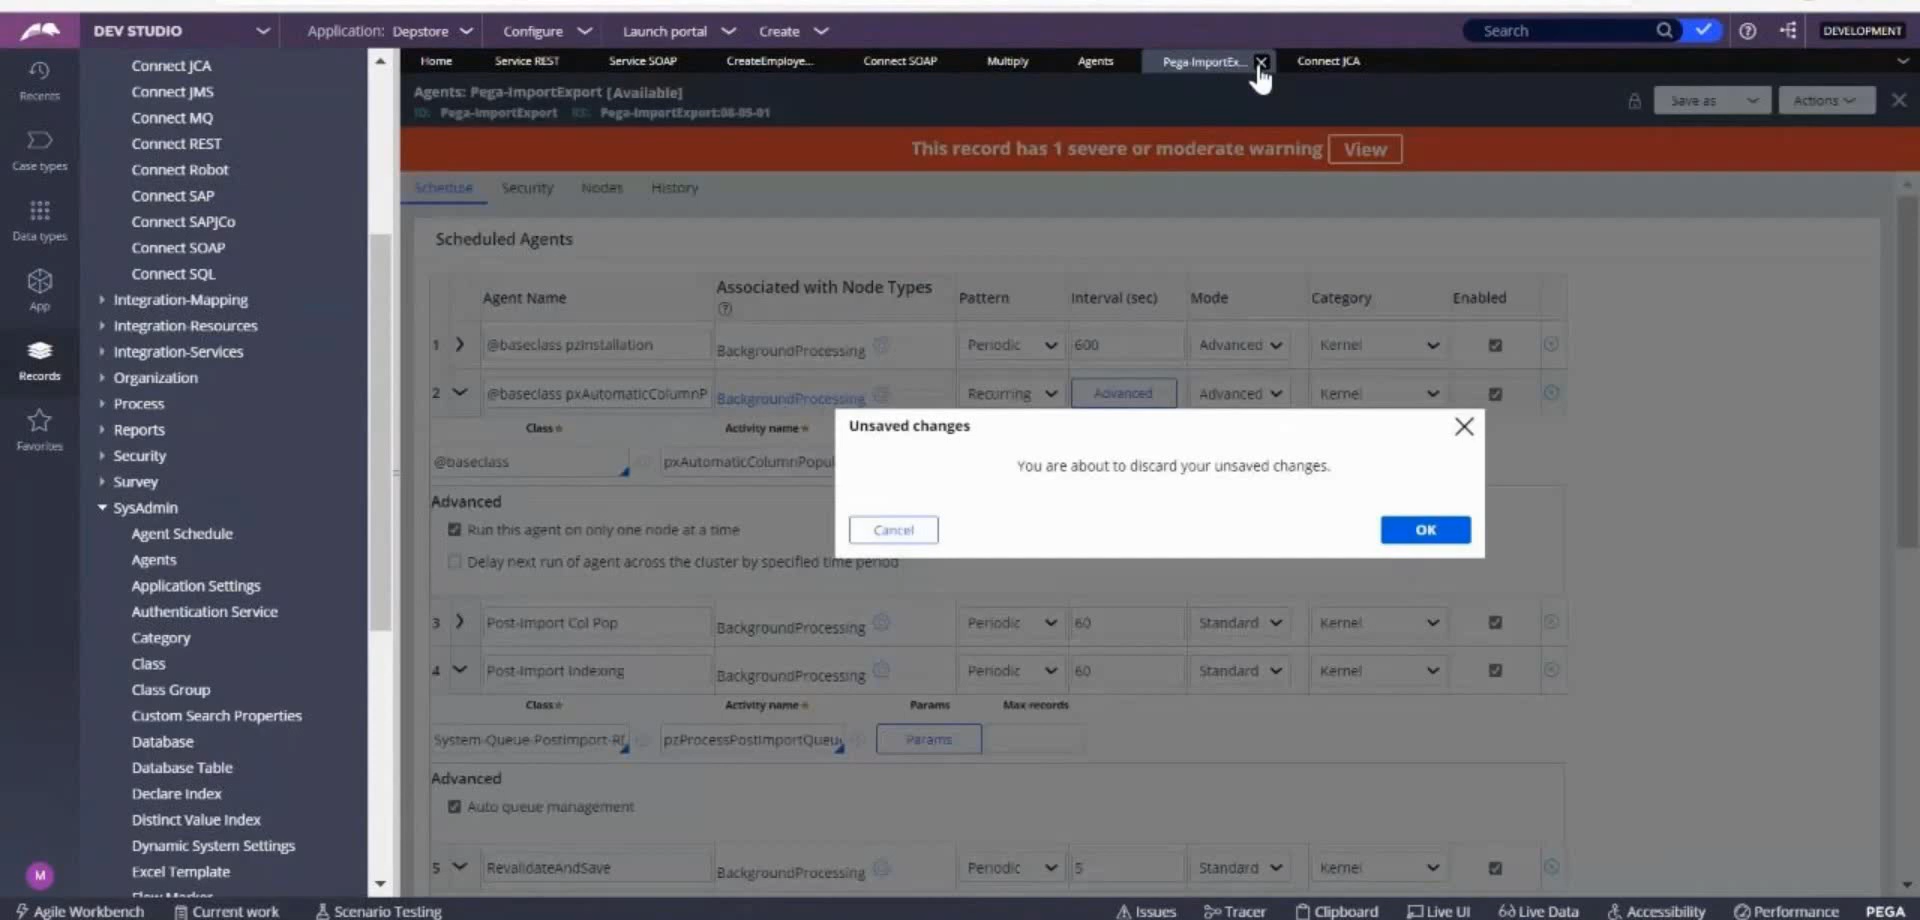 DEV STUDIO
Application: Depstore
Configure
Launch portal
Create
Search
DEVELOPMENT
Home
Service REST
Service SOAP
CreateEmploye...
Connect SOAP
Multiply
Agents
Pega-ImportEx...
Connect JCA
Recents
Case types
Data types
App
Records
Favorites
M
Connect JCA
Connect JMS
Connect MQ
Connect REST
Connect Robot
Connect SAP
Connect SAPJCo
Connect SOAP
Connect SQL
Integration-Mapping
Integration-Resources
Integration-Services
Organization
Process
Reports
Security
Survey
SysAdmin
Agent Schedule
Agents
Application Settings
Authentication Service
Category
Class
Class Group
Custom Search Properties
Database
Database Table
Declare Index
Distinct Value Index
Dynamic System Settings
Excel Template
Agents: Pega-ImportExport [Available]
ID: Pega-ImportExport RS: Pega-ImportExport:08-05-01
Save as
Actions
This record has 1 severe or moderate warning View
Schedule Security Nodes History
Scheduled Agents
Agent Name Associated with Node Types Pattern Interval (sec) Mode Category Enabled
1 @baseclass pzInstallation BackgroundProcessing Periodic 600 Advanced Kernel
2 @baseclass pxAutomaticColumnP BackgroundProcessing Recurring Advanced Advanced Kernel
Class Activity name
@baseclass pxAutomaticColumnPopul
Unsaved changes
You are about to discard your unsaved changes.
Cancel OK
Advanced
Run this agent on only one node at a time
Delay next run of agent across the cluster by specified time period
3 Post-Import Col Pop BackgroundProcessing Periodic 60 Standard Kernel
4 Post-Import Indexing BackgroundProcessing Periodic 60 Standard Kernel
Class Activity name Params Max records
System-Queue-PostImport-RI pzProcessPostImportQueu Params
Advanced
Auto queue management
5 RevalidateAndSave BackgroundProcessing Periodic 5 Standard Kernel
Agile Workbench Current work Scenario Testing Issues Tracer Clipboard Live UI Live Data Accessibility Performance PEGA